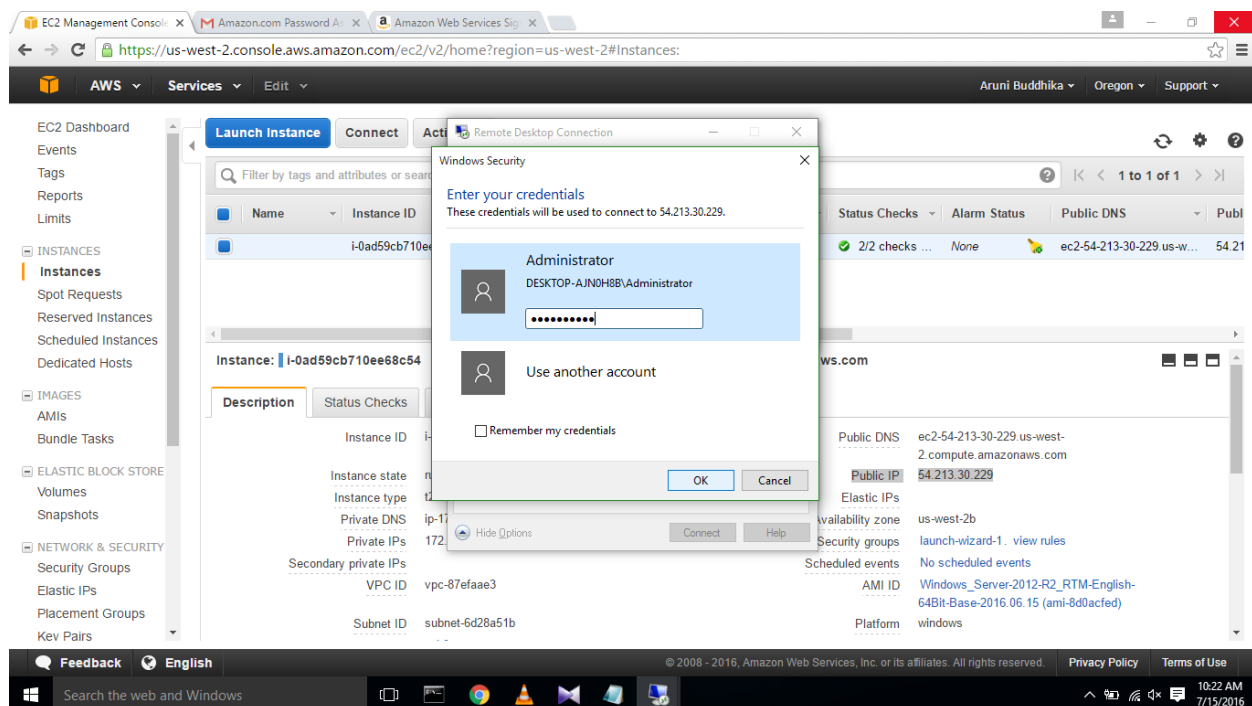 EC2 Management Console
Amazon.com Password As
Amazon Web Services Sig
https://us-west-2.console.aws.amazon.com/ec2/v2/home?region=us-west-2#Instances:
AWS Services Edit Aruni Buddhika Oregon Support
EC2 Dashboard
Events
Tags
Reports
Limits
INSTANCES
Instances
Spot Requests
Reserved Instances
Scheduled Instances
Dedicated Hosts
IMAGES
AMIs
Bundle Tasks
ELASTIC BLOCK STORE
Volumes
Snapshots
NETWORK & SECURITY
Security Groups
Elastic IPs
Placement Groups
Key Pairs
Launch Instance Connect Acti
Filter by tags and attributes or searc
1 to 1 of 1
Name Instance ID Status Checks Alarm Status Public DNS Publ
i-0ad59cb710ee 2/2 checks ... None ec2-54-213-30-229.us-w... 54.21
Remote Desktop Connection
Windows Security
Enter your credentials
These credentials will be used to connect to 54.213.30.229.
Administrator
DESKTOP-AJN0H8B\Administrator
••••••••••
Use another account
Remember my credentials
OK Cancel
Hide Options Connect Help
Instance: i-0ad59cb710ee68c54 ws.com
Description Status Checks
Instance ID i-
Instance state ru
Instance type t2
Private DNS ip-17
Private IPs 172.
Secondary private IPs
VPC ID vpc-87efaae3
Subnet ID subnet-6d28a51b
Public DNS ec2-54-213-30-229.us-west-
2.compute.amazonaws.com
Public IP 54.213.30.229
Elastic IPs
Availability zone us-west-2b
Security groups launch-wizard-1. view rules
Scheduled events No scheduled events
AMI ID Windows_Server-2012-R2_RTM-English-
64Bit-Base-2016.06.15 (ami-8d0acfed)
Platform windows
Feedback English
© 2008 - 2016, Amazon Web Services, Inc. or its affiliates. All rights reserved. Privacy Policy Terms of Use
Search the web and Windows
10:22 AM
7/15/2016